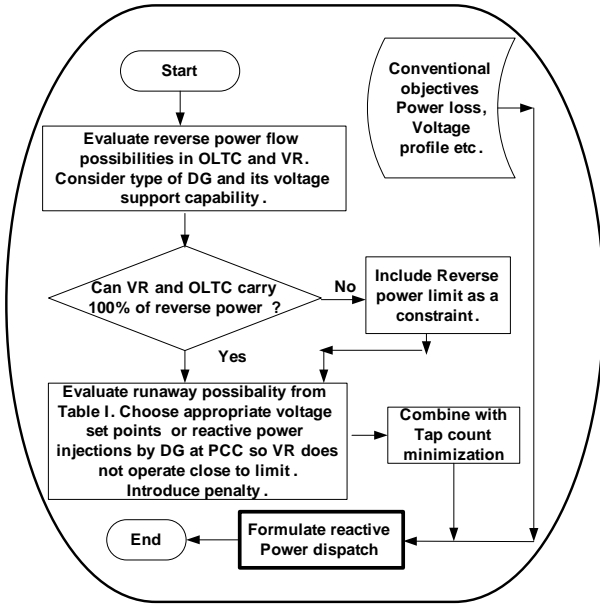 Start
Conventional
objectives
Power loss,
Voltage
profile etc .
Evaluate reverse power flow
possibilities in OLTC and VR.
Consider type of DG and its voltage
support capability .
Can VR and OLTC carry
100% of reverse power ?
No
Include Reverse
power limit as a
constraint .
Yes
Evaluate runaway possibality from
Table I. Choose appropriate voltage
set points or reactive power
injections by DG at PCC so VR does
not operate close to limit .
Introduce penalty .
Combine with
Tap count
minimization
End
Formulate reactive
Power dispatch